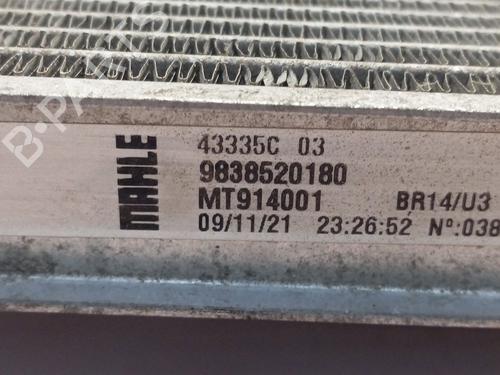 B-PARTS
MAHLE
43335C 03
9838520180
MT914001 BR14/U3
09/11/21 23:26:52 Nº:038